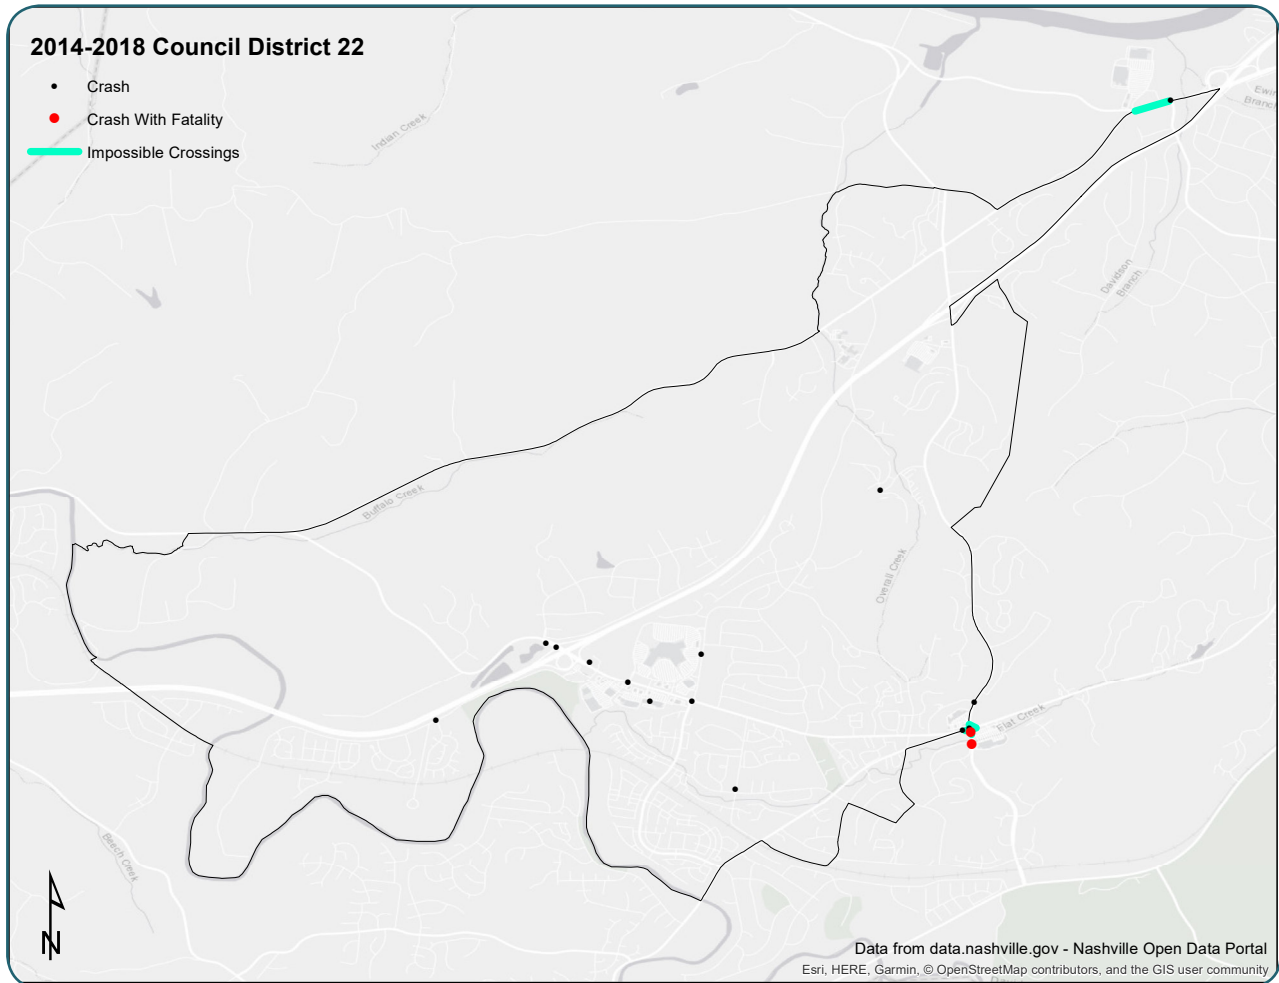 2014-2018 Council District 22
Crash
Crash With Fatality
Impossible Crossings
Indian Creek
Ewin
Branch
Davidson
Branch
Buffalo Creek
Overall Creek
Flat Creek
Beech Creek
N
Data from data.nashville.gov - Nashville Open Data Portal
Esri, HERE, Garmin, © OpenStreetMap contributors, and the GIS user community